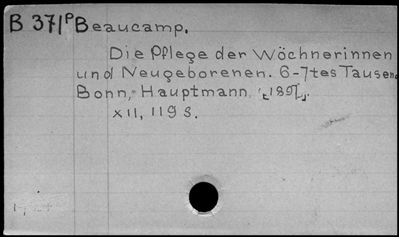 B 371P Beaucamp.
Die Pflege der Wöchnerinnen
und Neugeborenen. 6-7tes Tausend
Bonn, Hauptmann [1897].
XII, 119 S.